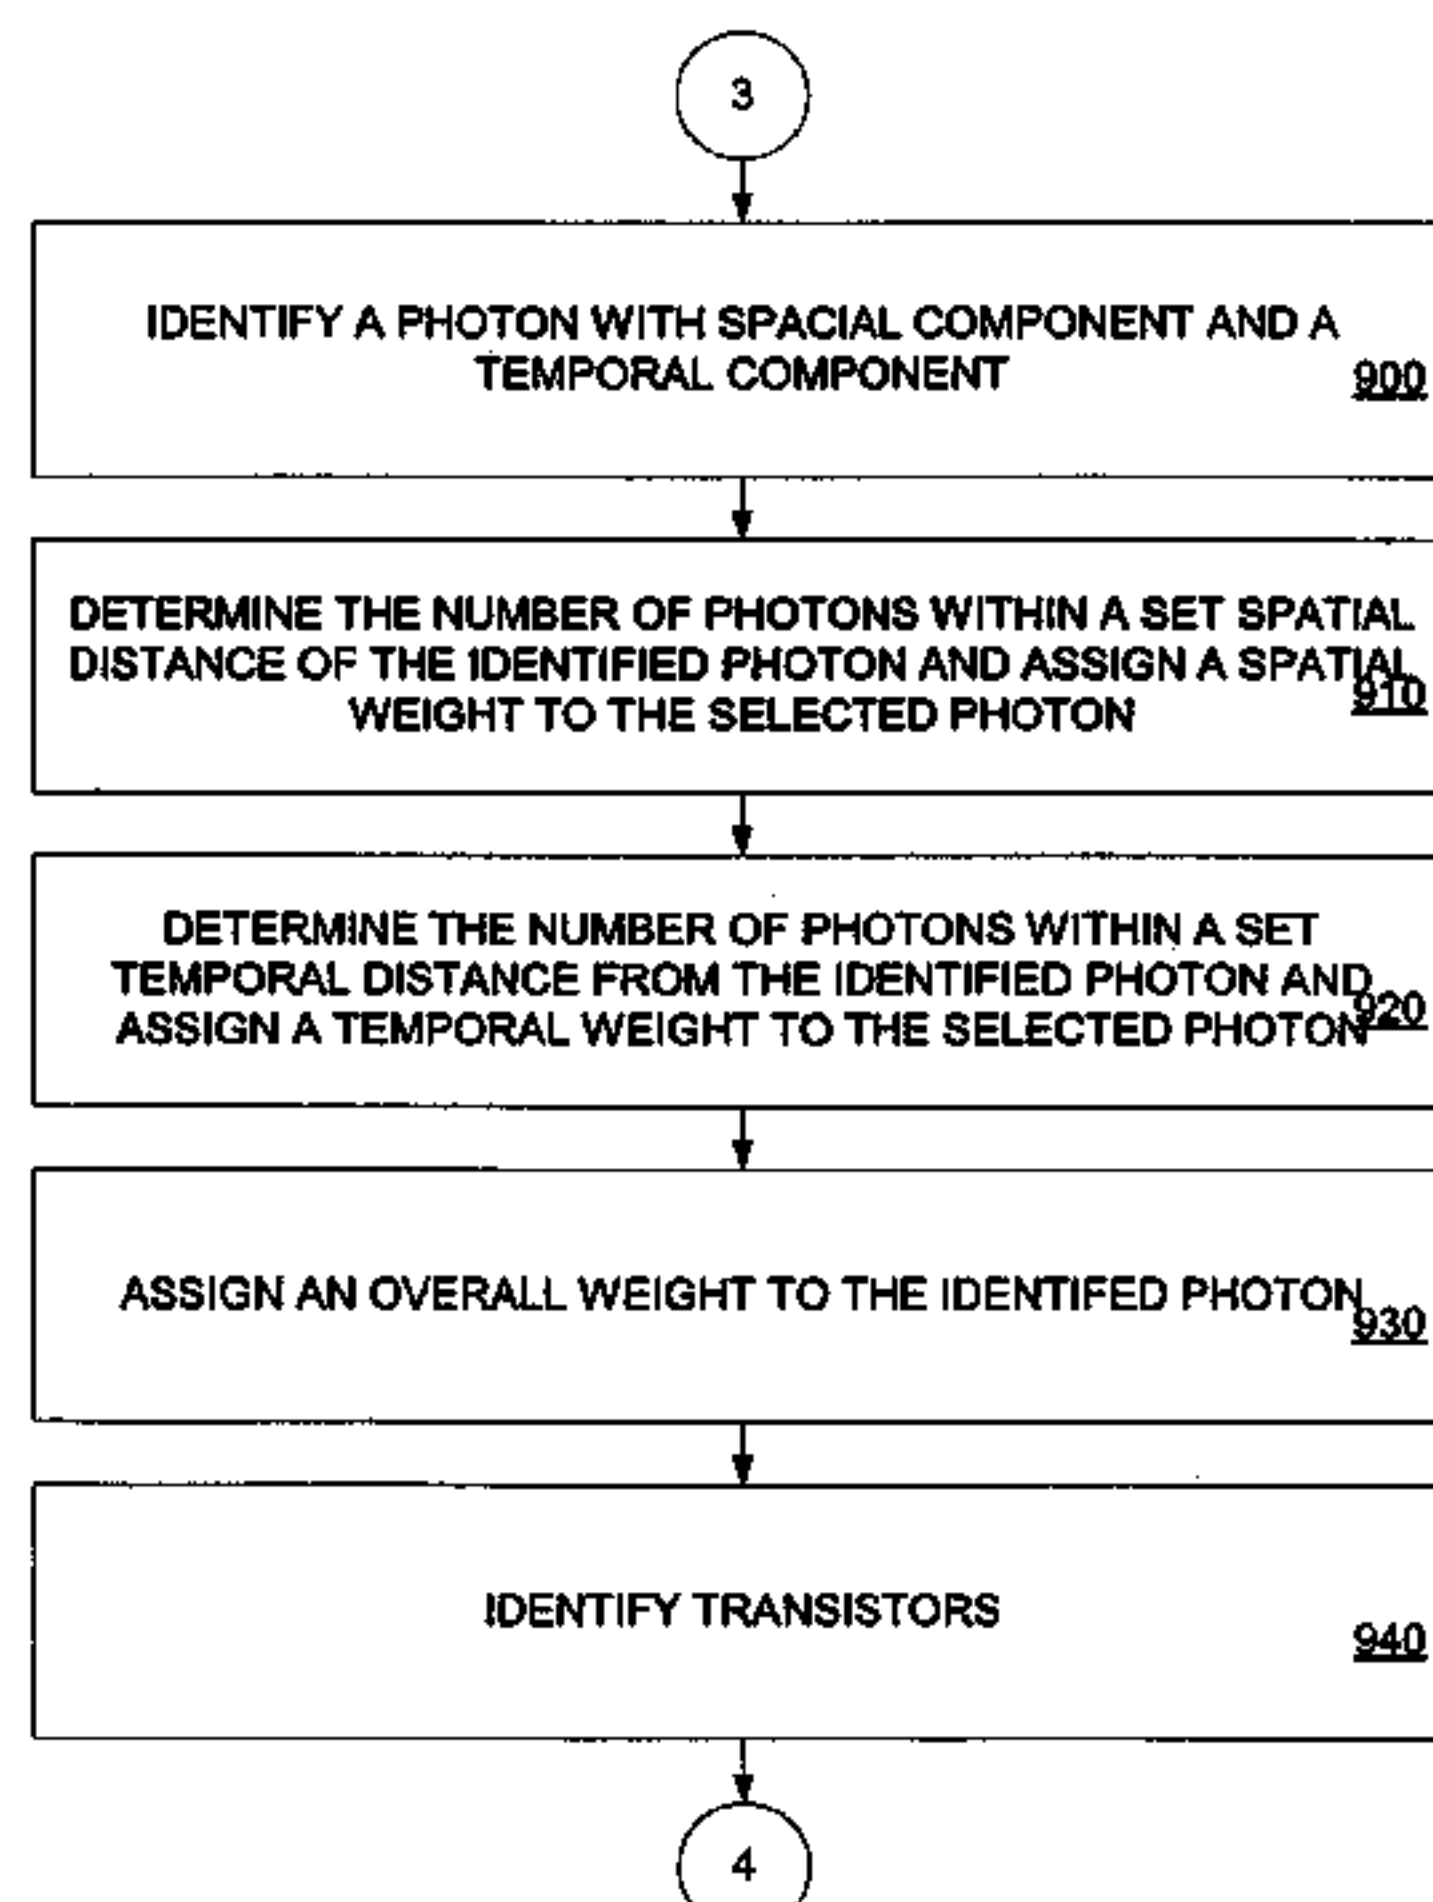 3
IDENTIFY A PHOTON WITH SPACIAL COMPONENT AND A
TEMPORAL COMPONENT
900
DETERMINE THE NUMBER OF PHOTONS WITHIN A SET SPATIAL
DISTANCE OF THE IDENTIFIED PHOTON AND ASSIGN A SPATIAL
WEIGHT TO THE SELECTED PHOTON
910
DETERMINE THE NUMBER OF PHOTONS WITHIN A SET
TEMPORAL DISTANCE FROM THE IDENTIFIED PHOTON AND
ASSIGN A TEMPORAL WEIGHT TO THE SELECTED PHOTON
920
ASSIGN AN OVERALL WEIGHT TO THE IDENTIFED PHOTON
930
IDENTIFY TRANSISTORS
940
4